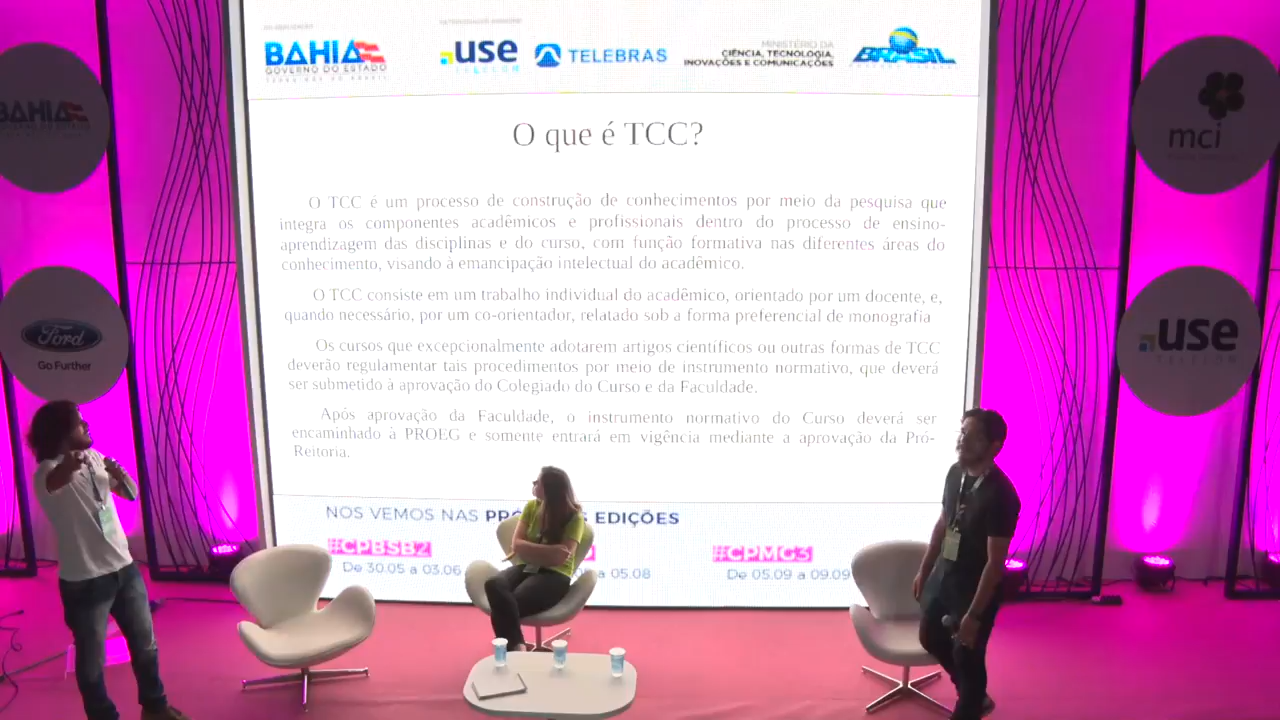 BAHIA
GOVERNO DO ESTADO
.use
TELECOM
TELEBRAS
MINISTÉRIO DA
CIÊNCIA, TECNOLOGIA,
INOVAÇÕES E COMUNICAÇÕES
BRASIL
BAHIA
GOVERNO DO ESTADO
mci
Ford
Go Further
.use
TELECOM
O que é TCC?
O TCC é um processo de construção de conhecimentos por meio da pesquisa que
integra os componentes acadêmicos e profissionais dentro do processo de ensino-
aprendizagem das disciplinas e do curso, com função formativa nas diferentes áreas do
conhecimento, visando à emancipação intelectual do acadêmico.
O TCC consiste em um trabalho individual do acadêmico, orientado por um docente, e,
quando necessário, por um co-orientador, relatado sob a forma preferencial de monografia
Os cursos que excepcionalmente adotarem artigos científicos ou outras formas de TCC
deverão regulamentar tais procedimentos por meio de instrumento normativo, que deverá
ser submetido à aprovação do Colegiado do Curso e da Faculdade.
Após aprovação da Faculdade, o instrumento normativo do Curso deverá ser
encaminhado à PROEG e somente entrará em vigência mediante a aprovação da Pró-
Reitoria.
NOS VEMOS NAS EDIÇÕES
#CPBSB2
#CPMG3
De 30.05 a 03.06
a 05.08
De 05.09 a 09.09